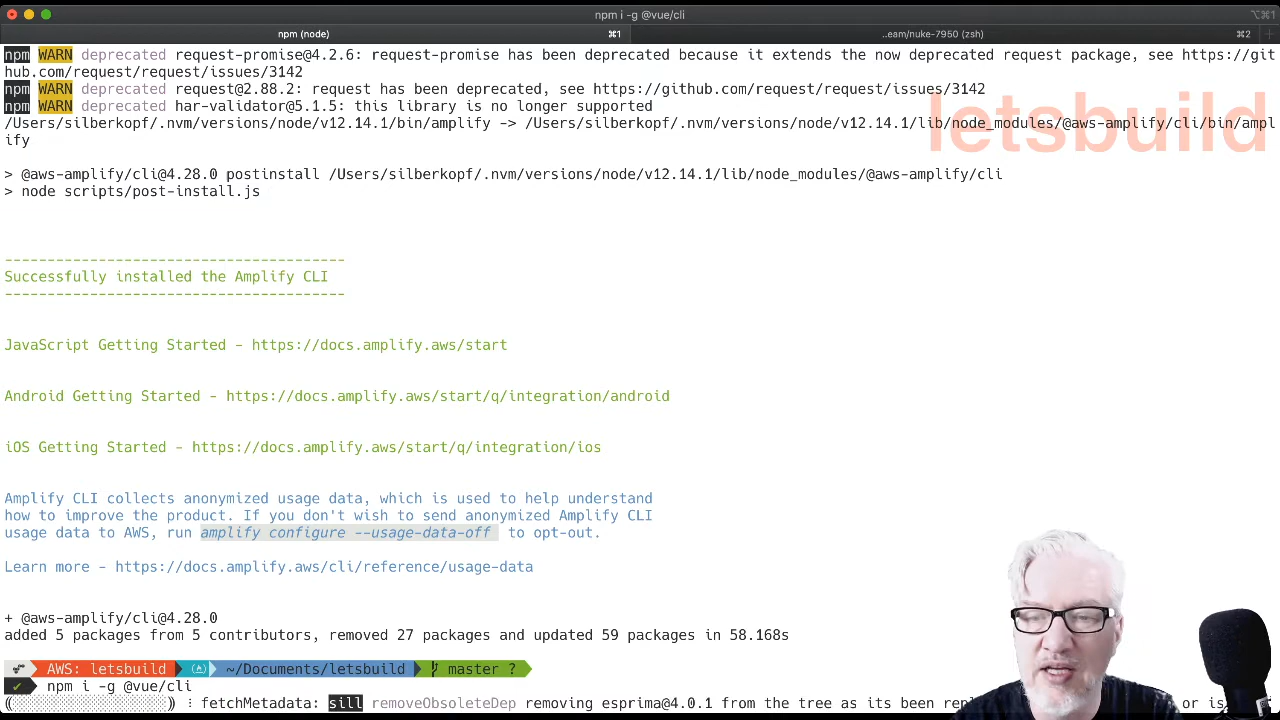 npm i -g @vue/cli
⌥⌘1
npm (node) ⌘1 ..eam/nuke-7950 (zsh) ⌘2
npm WARN deprecated request-promise@4.2.6: request-promise has been deprecated because it extends the now deprecated request package, see https://git
hub.com/request/request/issues/3142
npm WARN deprecated request@2.88.2: request has been deprecated, see https://github.com/request/request/issues/3142
npm WARN deprecated har-validator@5.1.5: this library is no longer supported
letsbuild
/Users/silberkopf/.nvm/versions/node/v12.14.1/bin/amplify -> /Users/silberkopf/.nvm/versions/node/v12.14.1/lib/node_modules/@aws-amplify/cli/bin/ampl
ify
> @aws-amplify/cli@4.28.0 postinstall /Users/silberkopf/.nvm/versions/node/v12.14.1/lib/node_modules/@aws-amplify/cli
> node scripts/post-install.js
----------------------------------------
Successfully installed the Amplify CLI
----------------------------------------
JavaScript Getting Started - https://docs.amplify.aws/start
Android Getting Started - https://docs.amplify.aws/start/q/integration/android
iOS Getting Started - https://docs.amplify.aws/start/q/integration/ios
Amplify CLI collects anonymized usage data, which is used to help understand
how to improve the product. If you don't wish to send anonymized Amplify CLI
usage data to AWS, run amplify configure --usage-data-off to opt-out.
Learn more - https://docs.amplify.aws/cli/reference/usage-data
+ @aws-amplify/cli@4.28.0
added 5 packages from 5 contributors, removed 27 packages and updated 59 packages in 58.168s
AWS: letsbuild ~/Documents/letsbuild master ?
✔ npm i -g @vue/cli
fetchMetadata: sill removeObsoleteDep removing esprima@4.0.1 from the tree as its been or is